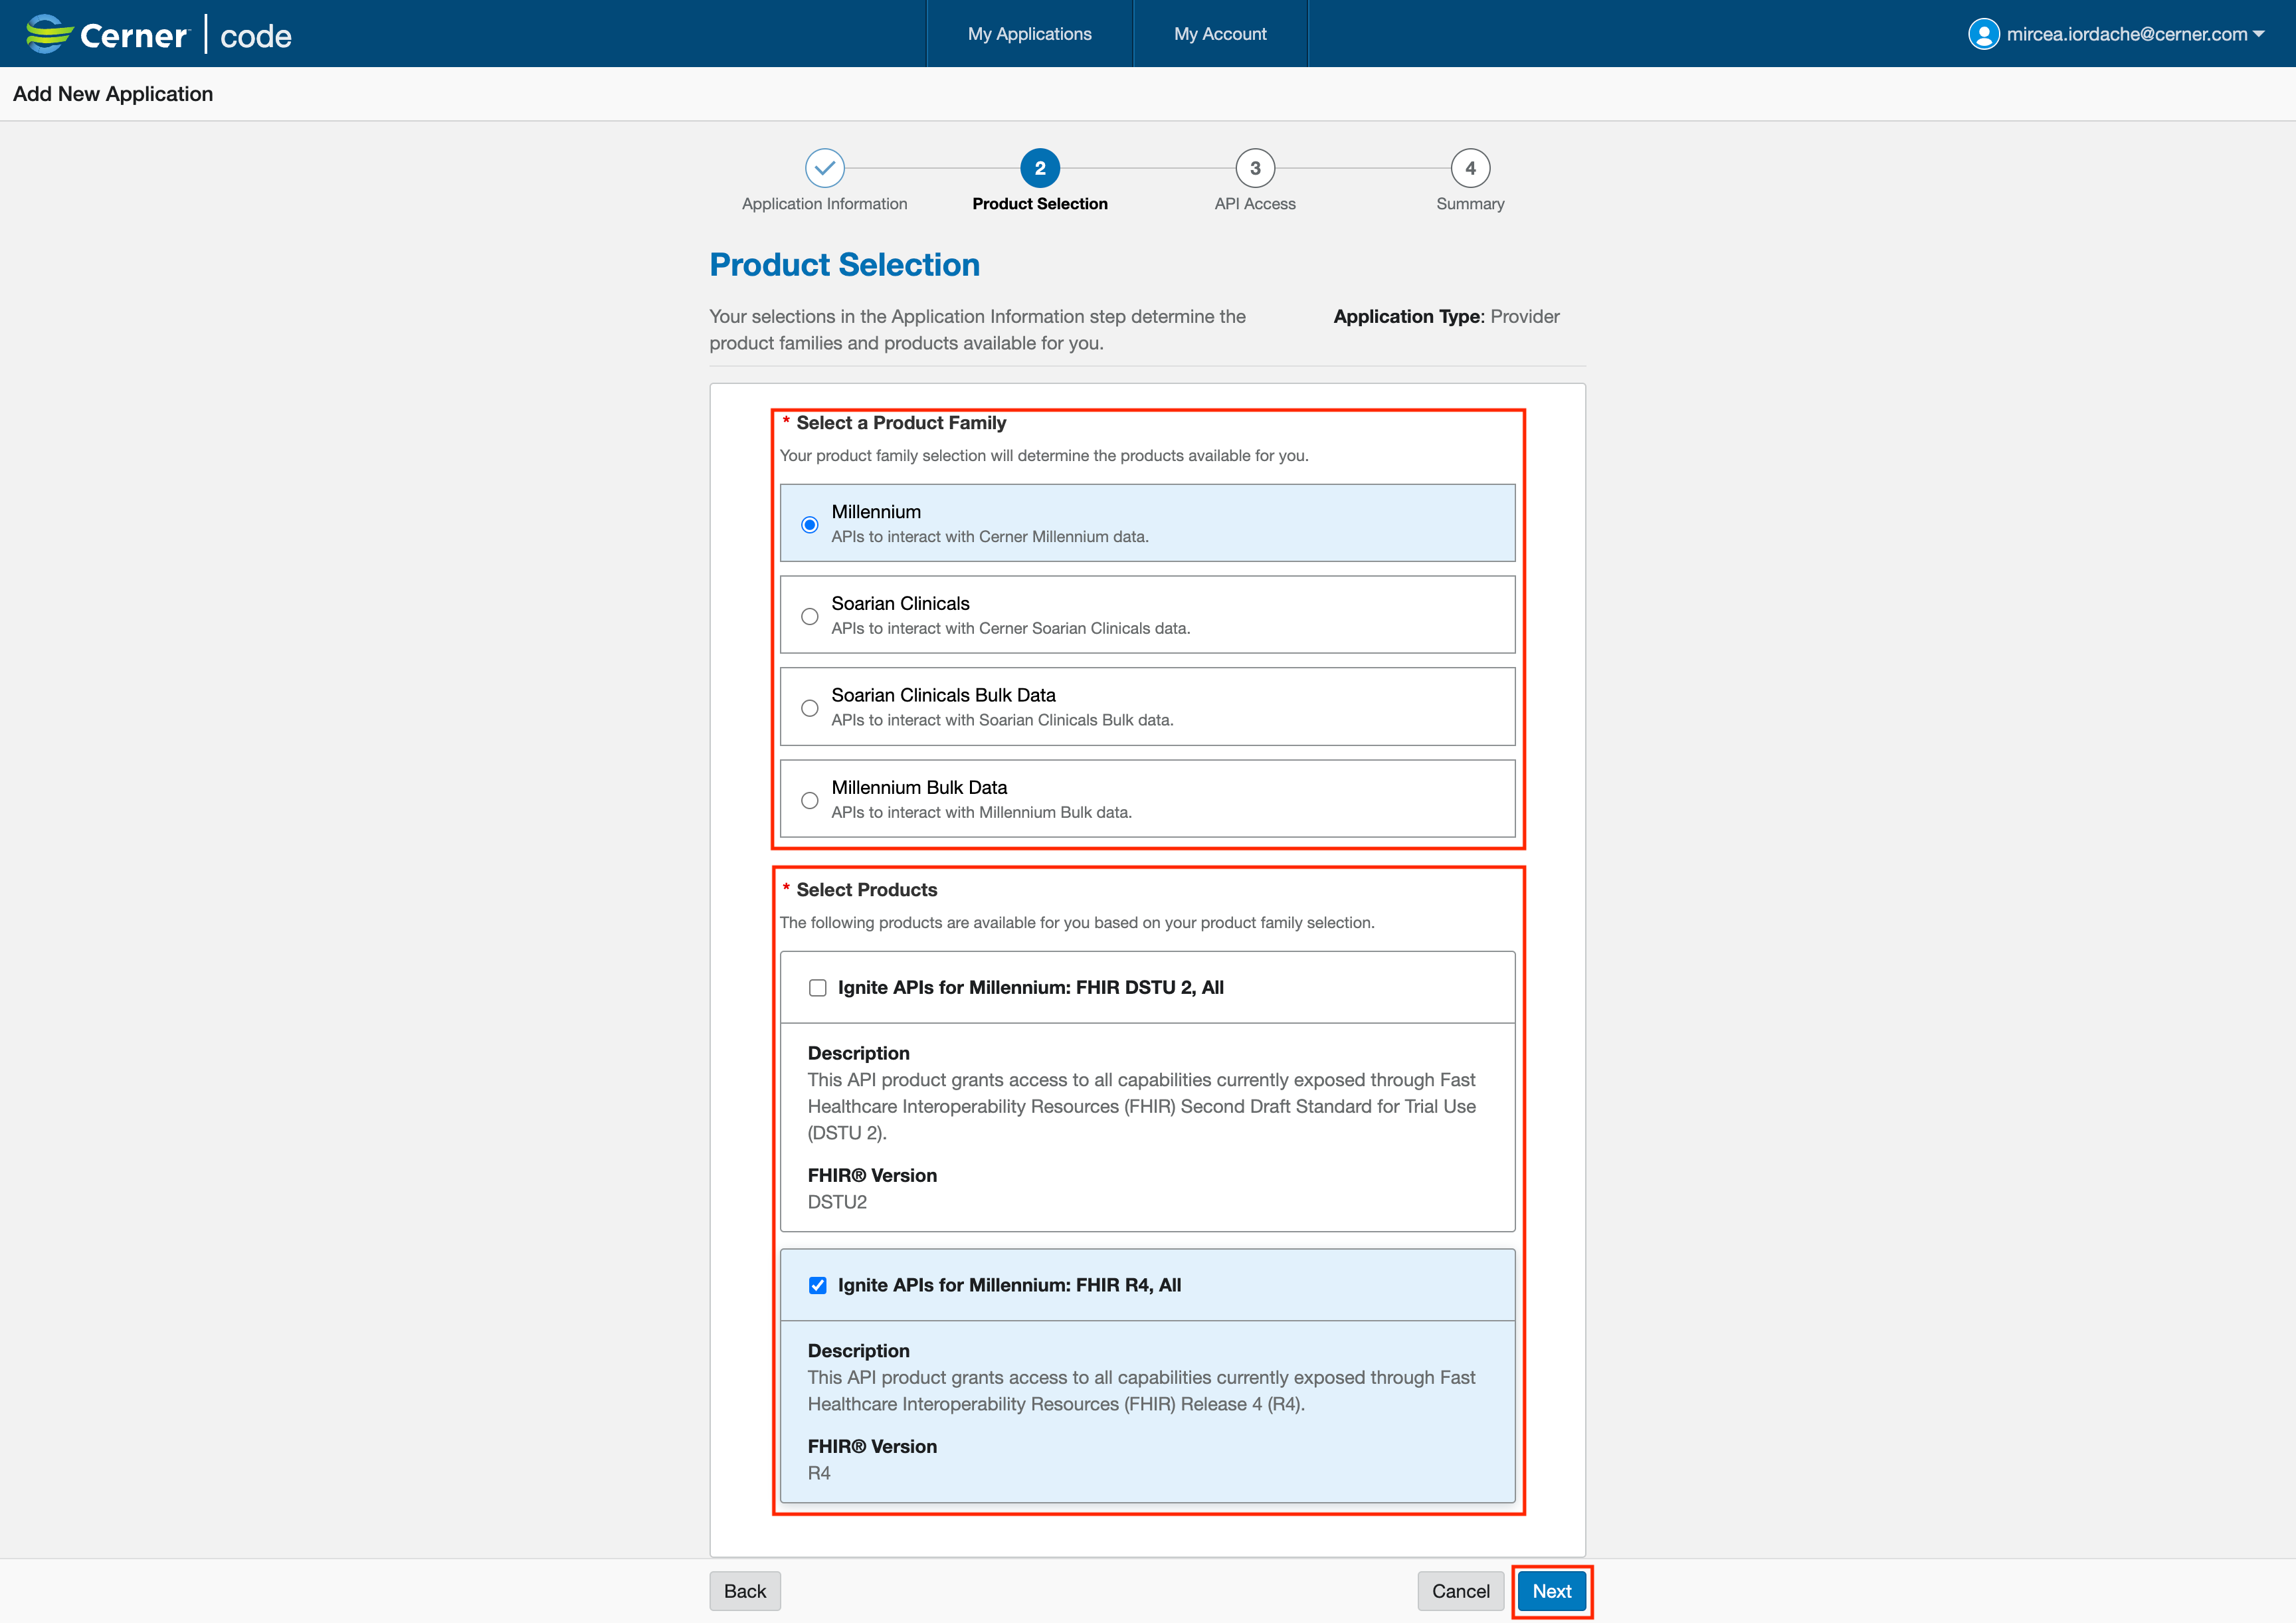 Cerner | code
My Applications
My Account
mircea.iordache@cerner.com
Add New Application
2
3
4
Application Information
Product Selection
API Access
Summary
Product Selection
Your selections in the Application Information step determine the
product families and products available for you.
Application Type: Provider
* Select a Product Family
Your product family selection will determine the products available for you.
Millennium
APIs to interact with Cerner Millennium data.
Soarian Clinicals
APIs to interact with Cerner Soarian Clinicals data.
Soarian Clinicals Bulk Data
APIs to interact with Soarian Clinicals Bulk data.
Millennium Bulk Data
APIs to interact with Millennium Bulk data.
* Select Products
The following products are available for you based on your product family selection.
Ignite APIs for Millennium: FHIR DSTU 2, All
Description
This API product grants access to all capabilities currently exposed through Fast
Healthcare Interoperability Resources (FHIR) Second Draft Standard for Trial Use
(DSTU 2).
FHIR® Version
DSTU2
Ignite APIs for Millennium: FHIR R4, All
Description
This API product grants access to all capabilities currently exposed through Fast
Healthcare Interoperability Resources (FHIR) Release 4 (R4).
FHIR® Version
R4
Back
Cancel
Next